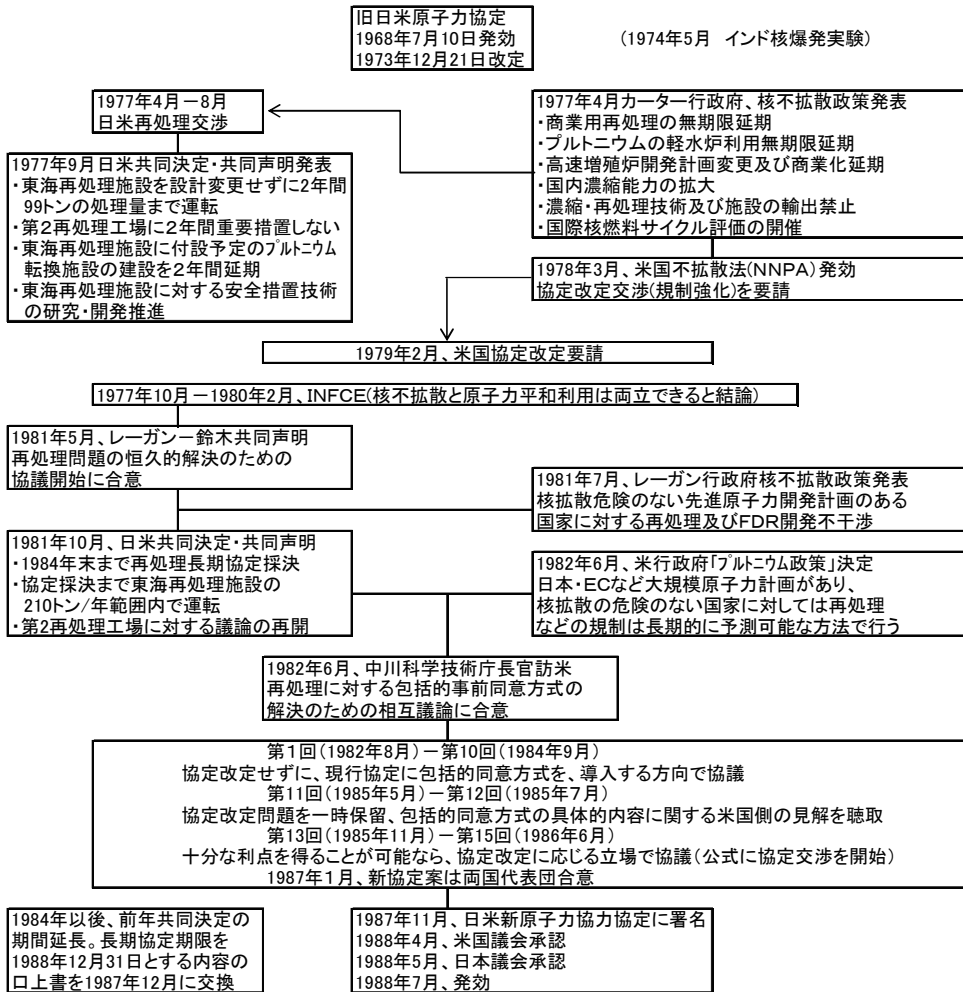 旧日米原子力協定
1968年7月10日発効
1973年12月21日改定
(1974年5月　インド核爆発実験)
1977年4月－8月
日米再処理交渉
1977年4月カーター行政府、核不拡散政策発表
・商業用再処理の無期限延期
・プルトニウムの軽水炉利用無期限延期
・高速増殖炉開発計画変更及び商業化延期
・国内濃縮能力の拡大
・濃縮・再処理技術及び施設の輸出禁止
・国際核燃料サイクル評価の開催
1977年9月日米共同決定・共同声明発表
・東海再処理施設を設計変更せずに2年間
99トンの処理量まで運転
・第2再処理工場に2年間重要措置しない
・東海再処理施設に付設予定のプルトニウム
転換施設の建設を2年間延期
・東海再処理施設に対する安全措置技術
の研究・開発推進
1978年3月、米国不拡散法(NNPA)発効
協定改定交渉(規制強化)を要請
1979年2月、米国協定改定要請
1977年10月－1980年2月、INFCE(核不拡散と原子力平和利用は両立できると結論)
1981年5月、レーガン－鈴木共同声明
再処理問題の恒久的解決のための
協議開始に合意
1981年7月、レーガン行政府核不拡散政策発表
核拡散危険のない先進原子力開発計画のある
国家に対する再処理及びFDR開発不干渉
1981年10月、日米共同決定・共同声明
・1984年末まで再処理長期協定採決
・協定採決まで東海再処理施設の
210トン/年範囲内で運転
・第2再処理工場に対する議論の再開
1982年6月、米行政府「プルトニウム政策」決定
日本・ECなど大規模原子力計画があり、
核拡散の危険のない国家に対しては再処理
などの規制は長期的に予測可能な方法で行う
1982年6月、中川科学技術庁長官訪米
再処理に対する包括的事前同意方式の
解決のための相互議論に合意
第1回(1982年8月)－第10回(1984年9月)
協定改定せずに、現行協定に包括的同意方式を、導入する方向で協議
第11回(1985年5月)－第12回(1985年7月)
協定改定問題を一時保留、包括的同意方式の具体的内容に関する米国側の見解を聴取
第13回(1985年11月)－第15回(1986年6月)
十分な利点を得ることが可能なら、協定改定に応じる立場で協議(公式に協定交渉を開始)
1987年1月、新協定案は両国代表団合意
1984年以後、前年共同決定の
期間延長。長期協定期限を
1988年12月31日とする内容の
口上書を1987年12月に交換
1987年11月、日米新原子力協力協定に署名
1988年4月、米国議会承認
1988年5月、日本議会承認
1988年7月、発効